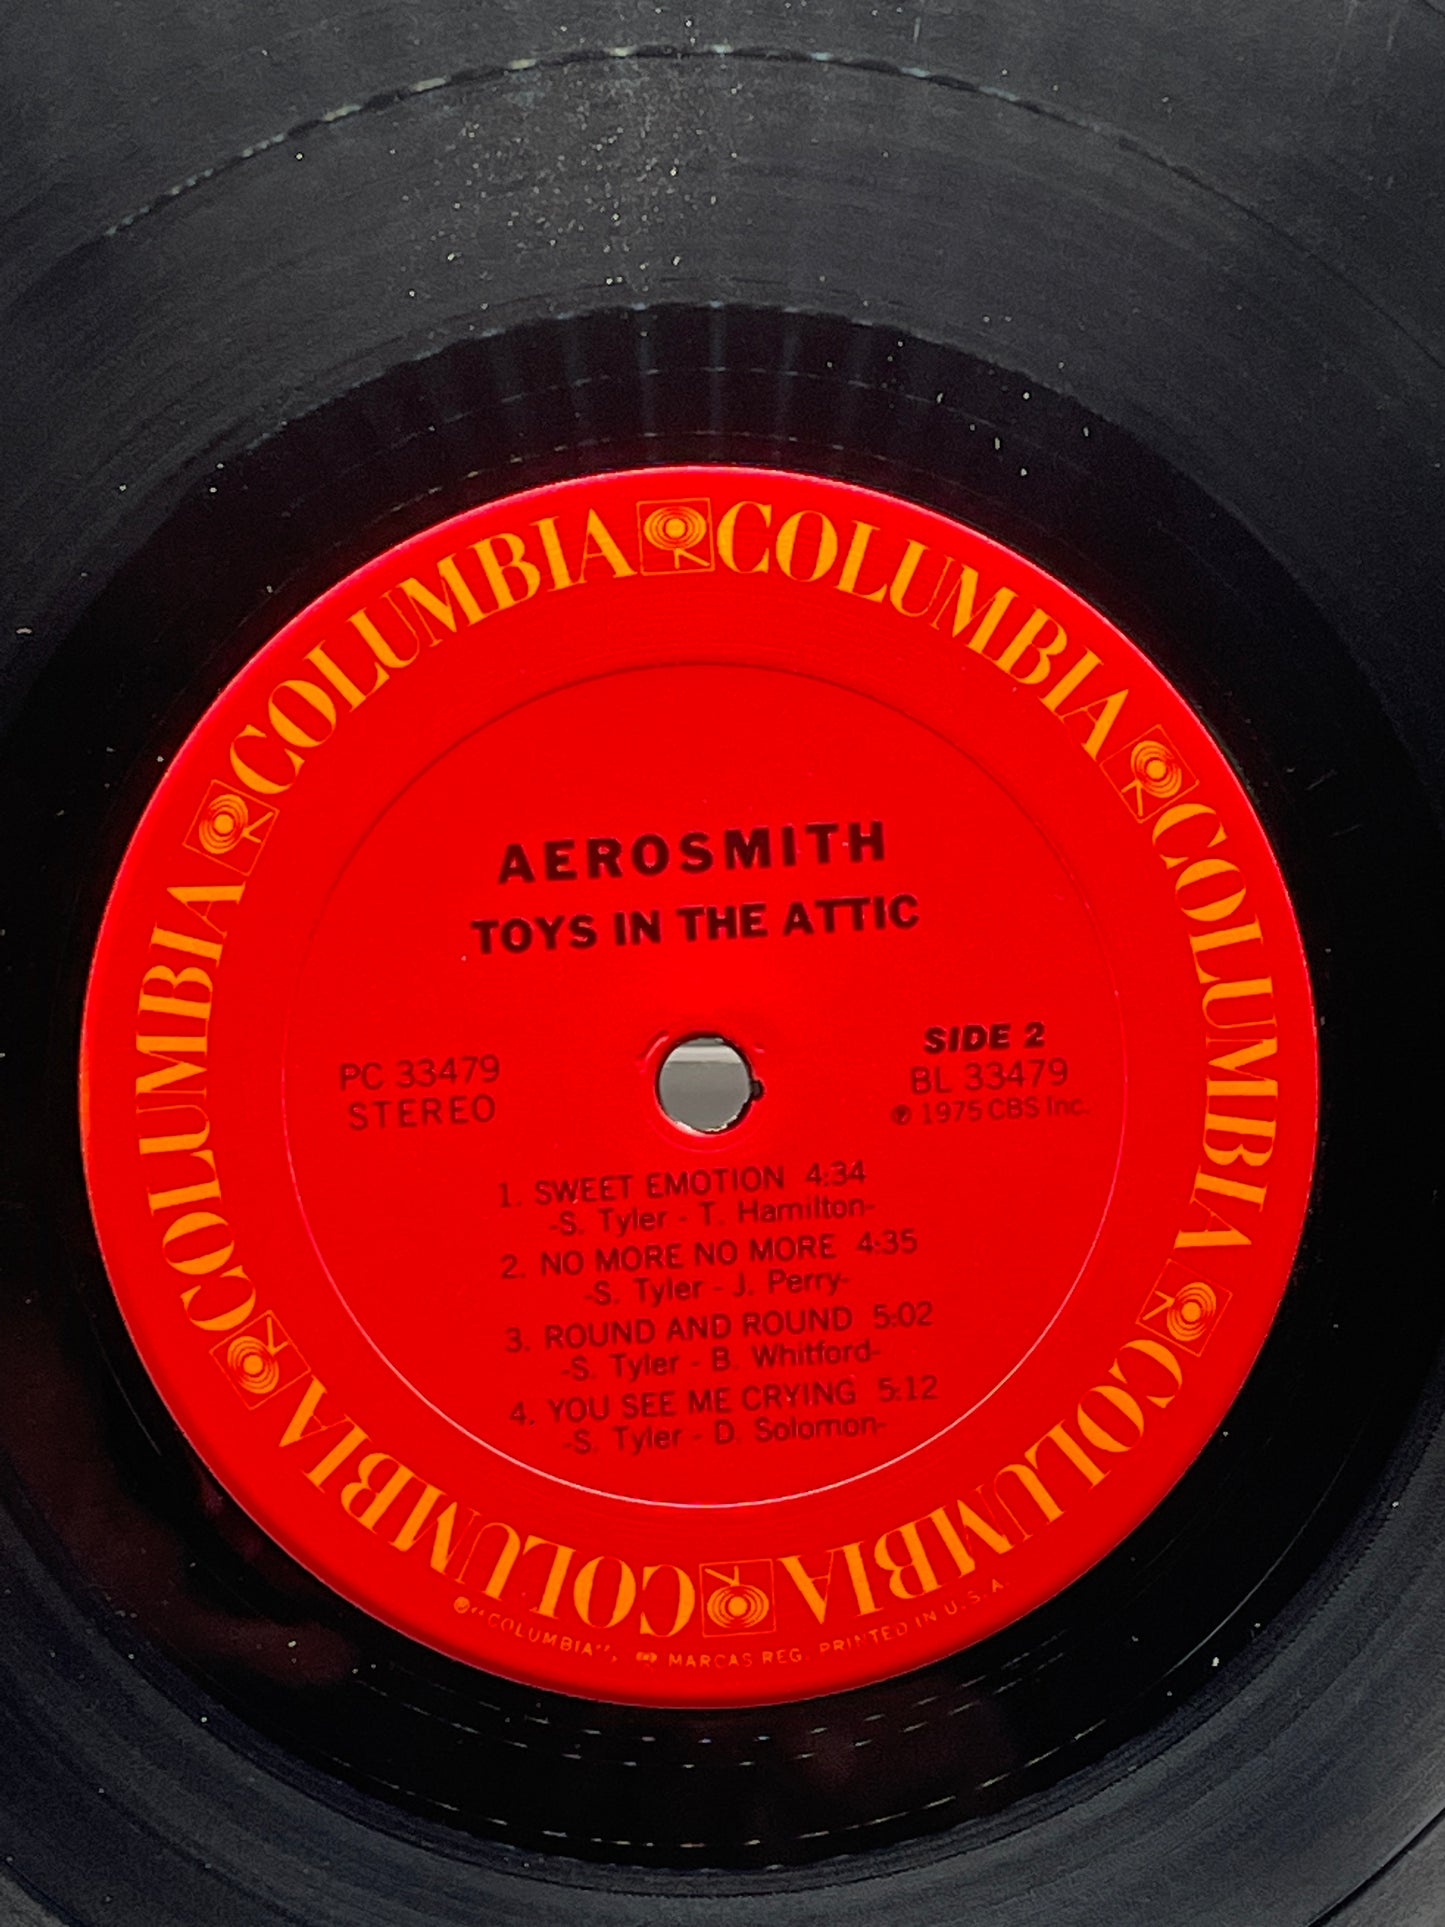 COLUMBIA COLUMBIA COLUMBIA COLUMBIA COLUMBIA COLUMBIA
AEROSMITH
TOYS IN THE ATTIC
PC 33479
STEREO
SIDE 2
BL 33479
℗ 1975 CBS Inc.
1. SWEET EMOTION 4:34
-S. Tyler - T. Hamilton-
2. NO MORE NO MORE 4:35
-S. Tyler - J. Perry-
3. ROUND AND ROUND 5:02
-S. Tyler - B. Whitford-
4. YOU SEE ME CRYING 5:12
-S. Tyler - D. Solomon-
®"COLUMBIA", MARCAS REG. PRINTED IN U.S.A.